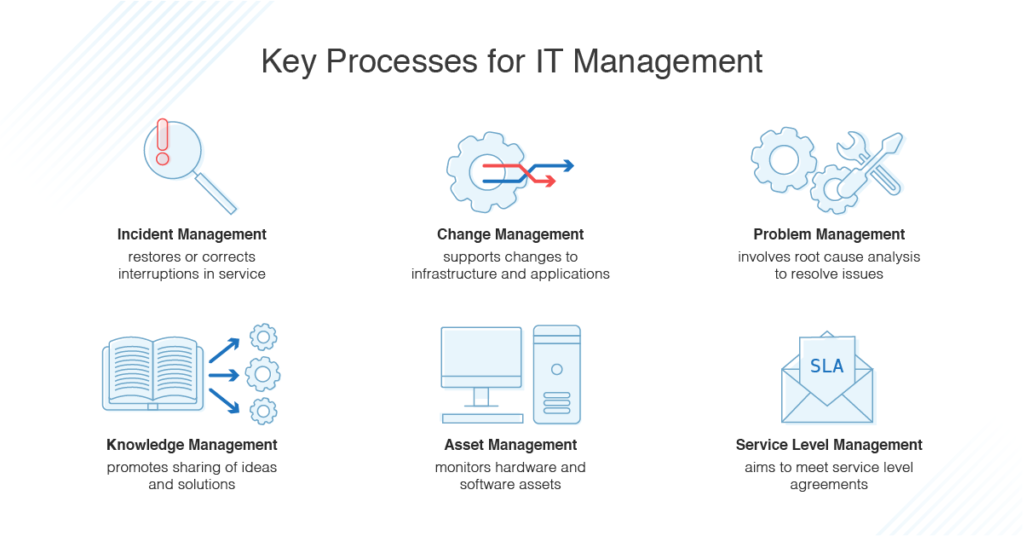 Key Processes for IT Management
Incident Management
restores or corrects
interruptions in service
Change Management
supports changes to
infrastructure and applications
Problem Management
involves root cause analysis
to resolve issues
Knowledge Management
promotes sharing of ideas
and solutions
Asset Management
monitors hardware and
software assets
SLA
Service Level Management
aims to meet service level
agreements